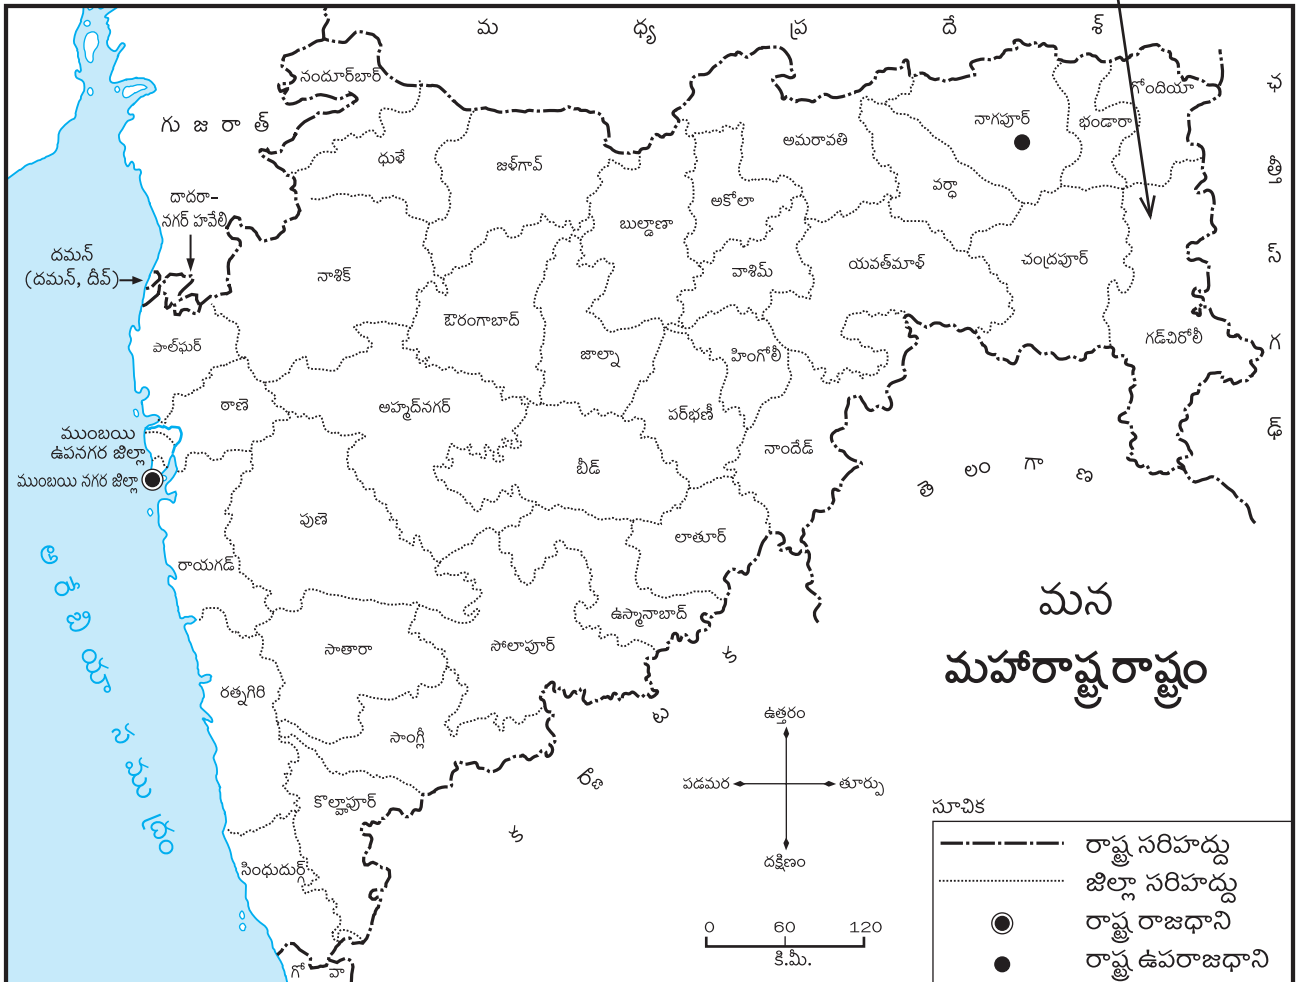 మ ధ్య ప్ర దే శ్
నందూర్‌బార్
గోందియా
ఛ
త్తీ
స్
గ
ఢ్
గు జ రా త్
ధుళే
జళ్‌గావ్
అమరావతి
నాగపూర్
భండారా
దాదరా–
నగర్ హవేలి
బుల్డాణా
అకోలా
వర్ధా
దమన్
(దమన్, దీవ్)
నాశిక్
వాశిమ్
యవత్‌మాళ్
చంద్రపూర్
ఔరంగాబాద్
జాల్నా
హింగోలీ
గడ్‌చిరోలీ
పాల్‌ఘర్
ఠాణె
అహ్మద్‌నగర్
పర్‌భణీ
నాందేడ్
ముంబయి
ఉపనగర జిల్లా
ముంబయి నగర జిల్లా
బీడ్
తె లం గా ణ
పుణె
లాతూర్
రాయగడ్
ఉస్మానాబాద్
అ రే బి యా స ము ద్రం
సాతారా
సోలాపూర్
రత్నగిరి
సాంగ్లీ
కొల్హాపూర్
సింధుదుర్గ్
క ర్ణా ట క
గో వా
మన
మహారాష్ట్ర రాష్ట్రం
ఉత్తరం
పడమర
తూర్పు
దక్షిణం
0 60 120
కి.మీ.
సూచిక
రాష్ట్ర సరిహద్దు
జిల్లా సరిహద్దు
రాష్ట్ర రాజధాని
రాష్ట్ర ఉపరాజధాని